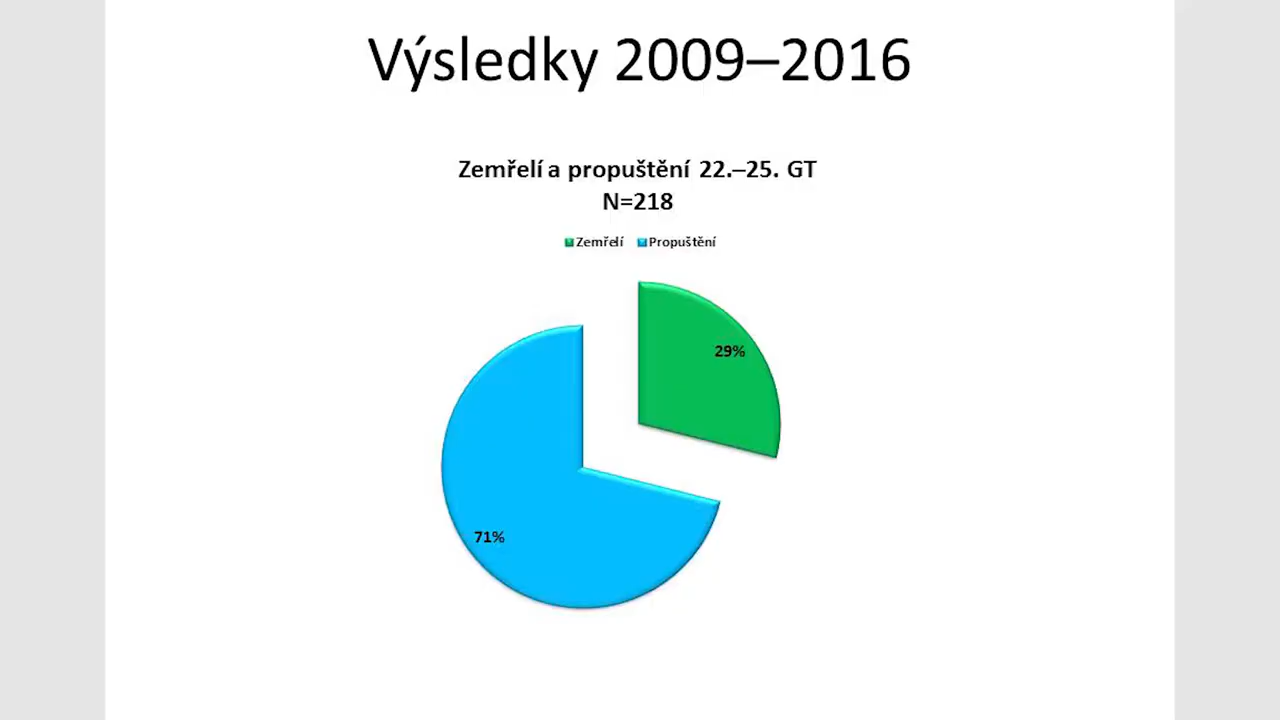 Výsledky 2009–2016
Zemřelí a propuštění 22.–25. GT
N=218
Zemřelí Propuštění
29%
71%